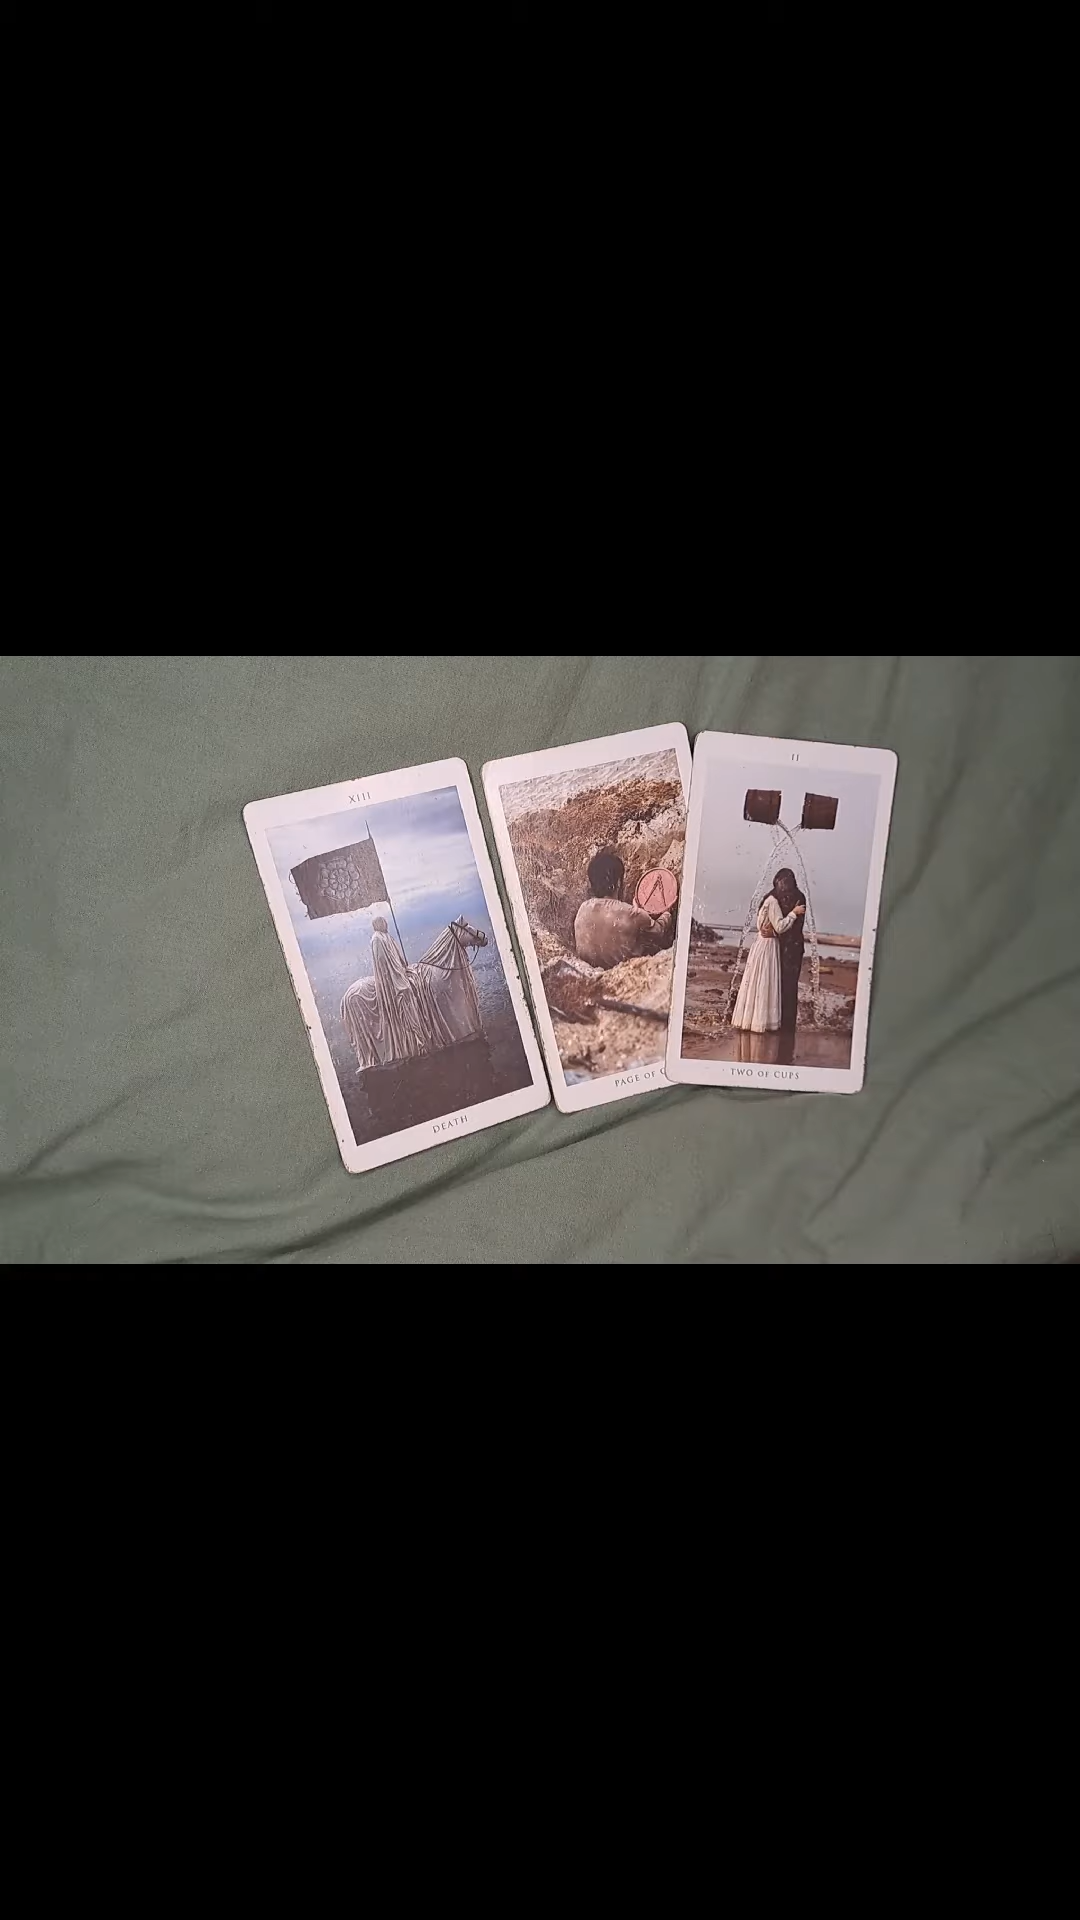 XIII
DEATH
PAGE OF
II
TWO OF CUPS